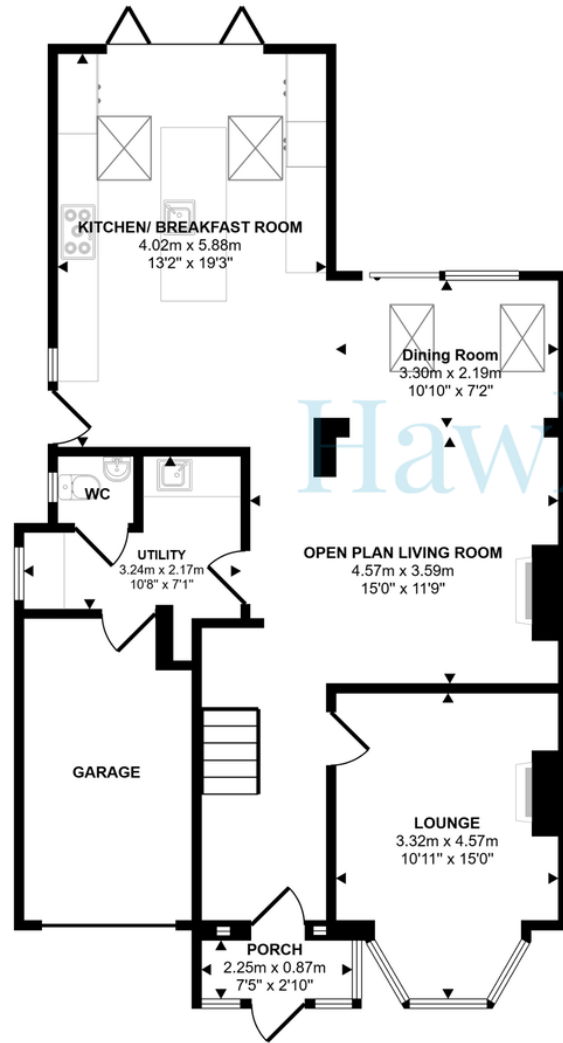 KITCHEN/ BREAKFAST ROOM
4.02m x 5.88m
13'2" x 19'3"
Dining Room
3.30m x 2.19m
10'10" x 7'2"
Haw
WC
UTILITY
3.24m x 2.17m
10'8" x 7'1"
OPEN PLAN LIVING ROOM
4.57m x 3.59m
15'0" x 11'9"
GARAGE
LOUNGE
3.32m x 4.57m
10'11" x 15'0"
PORCH
2.25m x 0.87m
7'5" x 2'10"